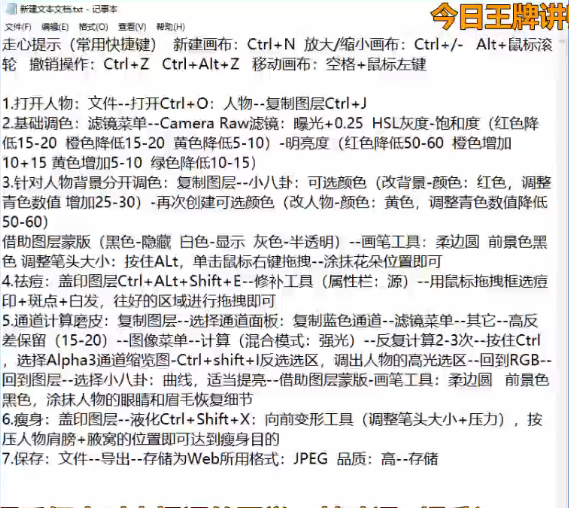 新建文本文档.txt - 记事本
今日王牌讲
文件(F) 编辑(E) 格式(O) 查看(V) 帮助(H)
走心提示（常用快捷键） 新建画布：Ctrl+N 放大/缩小画布：Ctrl+/- Alt+鼠标滚
轮 撤销操作：Ctrl+Z Ctrl+Alt+Z 移动画布：空格+鼠标左键
1.打开人物：文件--打开Ctrl+O：人物--复制图层Ctrl+J
2.基础调色：滤镜菜单--Camera Raw滤镜：曝光+0.25 HSL灰度-饱和度（红色降
低15-20 橙色降低15-20 黄色降低5-10）-明亮度（红色降低50-60 橙色增加
10+15 黄色增加5-10 绿色降低10-15）
3.针对人物背景分开调色：复制图层--小八卦：可选颜色（改背景-颜色：红色，调整
青色数值 增加25-30）-再次创建可选颜色（改人物-颜色：黄色，调整青色数值降低
50-60）
借助图层蒙版（黑色-隐藏 白色-显示 灰色-半透明）--画笔工具：柔边圆 前景色黑
色 调整笔头大小：按住ALt，单击鼠标右键拖拽--涂抹花朵位置即可
4.祛痘：盖印图层Ctrl+ALt+Shift+E--修补工具（属性栏：源）--用鼠标拖拽框选痘
印+斑点+白发，往好的区域进行拖拽即可
5.通道计算磨皮：复制图层--选择通道面板：复制蓝色通道--滤镜菜单--其它--高反
差保留（15-20）--图像菜单--计算（混合模式：强光）--反复计算2-3次--按住Ctrl
，选择Alpha3通道缩览图-Ctrl+shift+I反选选区，调出人物的高光选区--回到RGB--
回到图层--选择小八卦：曲线，适当提亮--借助图层蒙版-画笔工具：柔边圆 前景色
黑色，涂抹人物的眼睛和眉毛恢复细节
6.瘦身：盖印图层--液化Ctrl+Shift+X：向前变形工具（调整笔头大小+压力），按
压人物肩膀+腋窝的位置即可达到瘦身目的
7.保存：文件--导出--存储为Web所用格式：JPEG 品质：高--存储